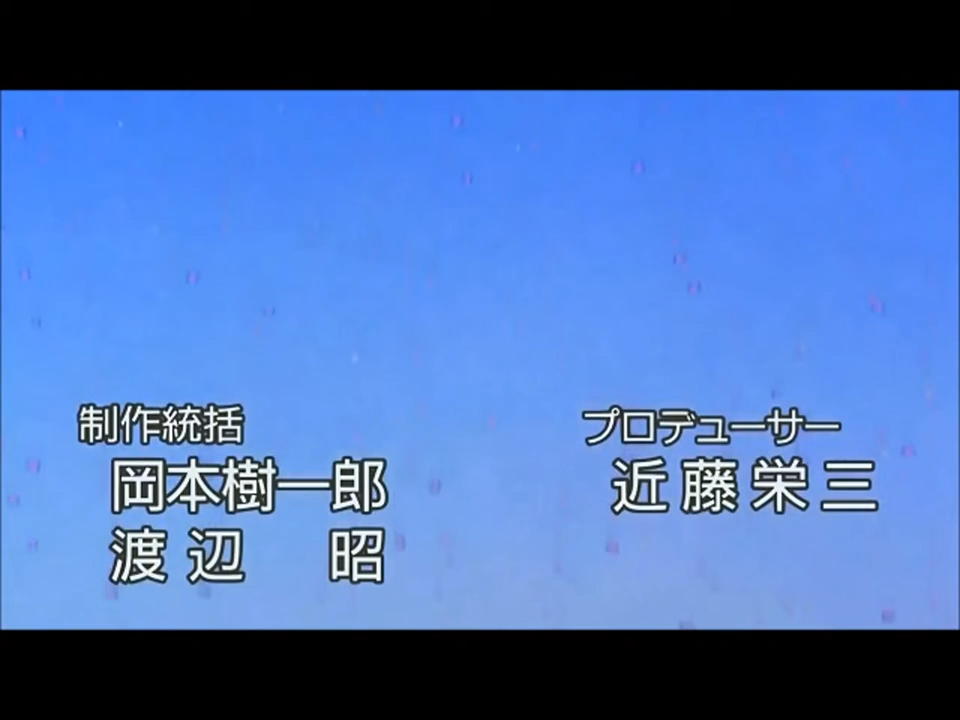 制作統括
岡本樹一郎
渡辺 昭
プロデューサー
近藤栄三